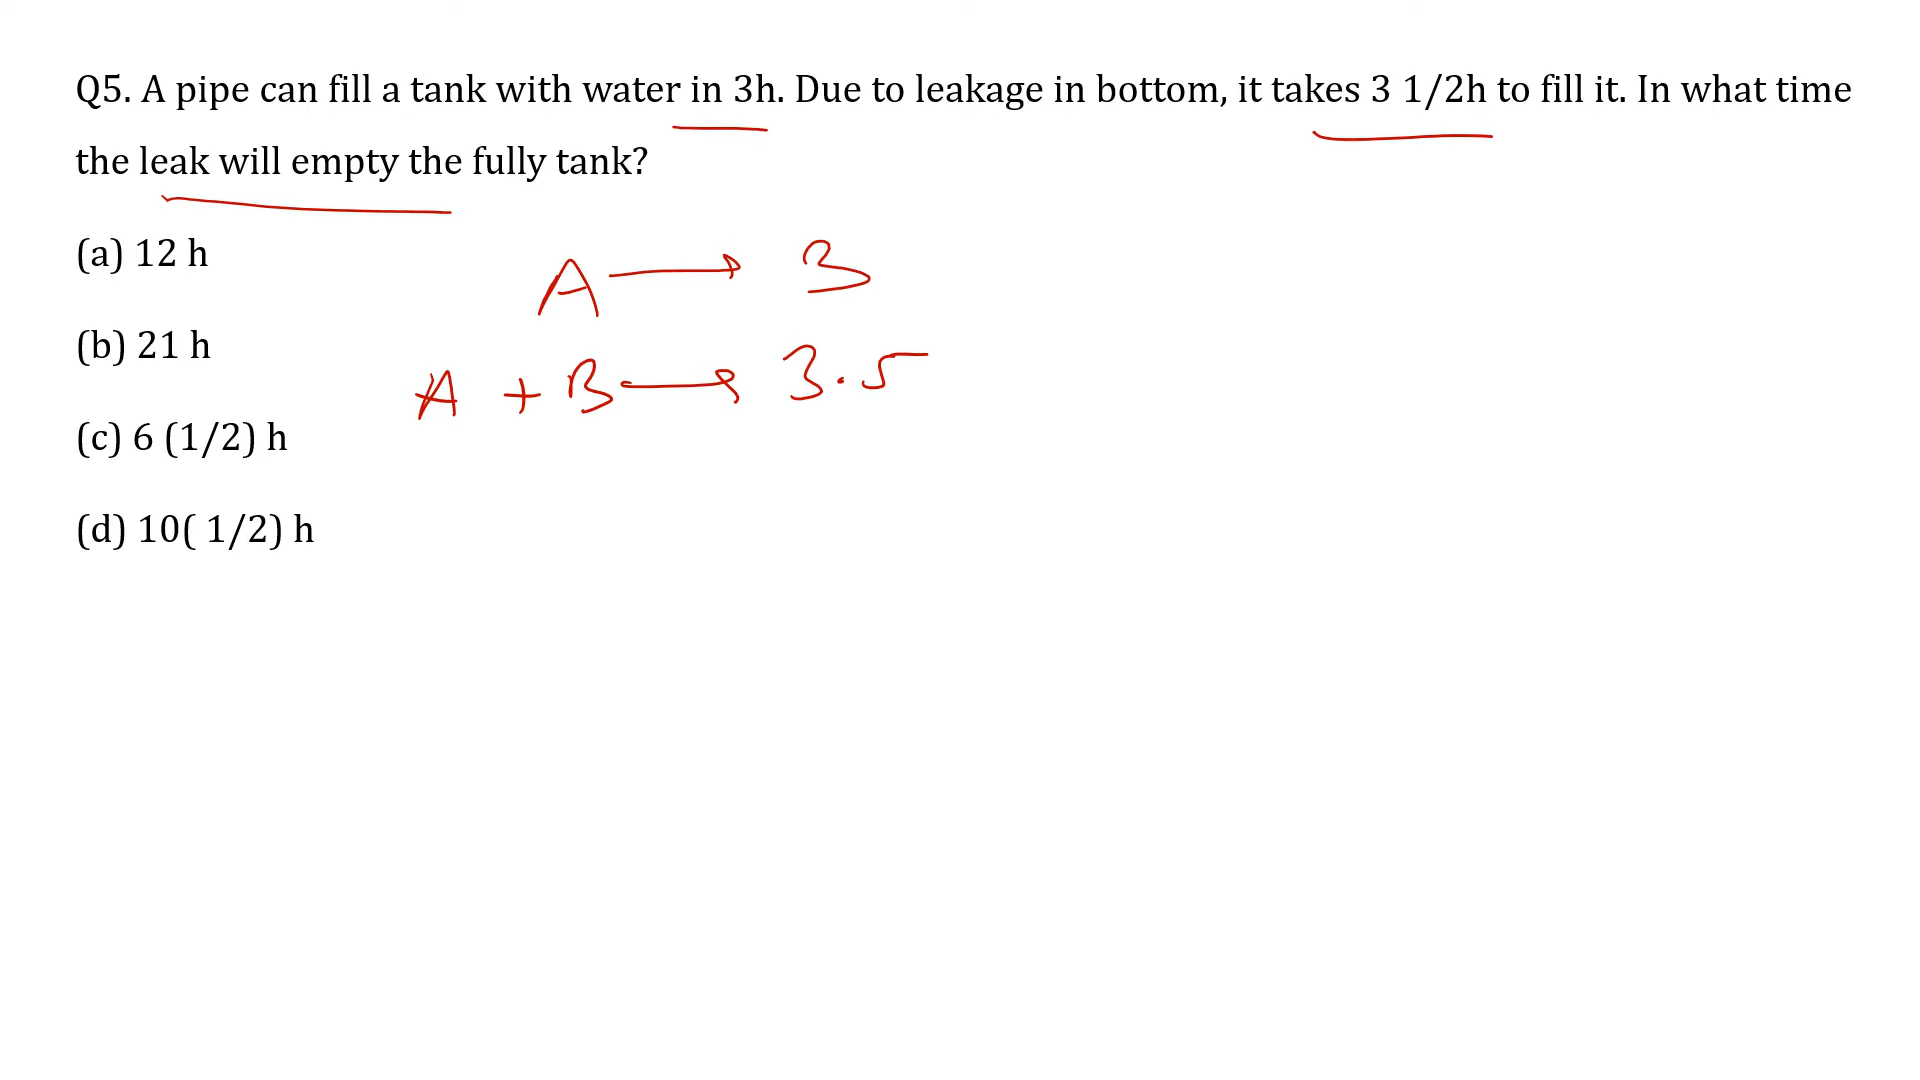 Q5. A pipe can fill a tank with water in 3h. Due to leakage in bottom, it takes 3 1/2h to fill it. In what time
the leak will empty the fully tank?
(a) 12 h
A → 3
(b) 21 h
A + B → 3.5
(c) 6 (1/2) h
(d) 10( 1/2) h